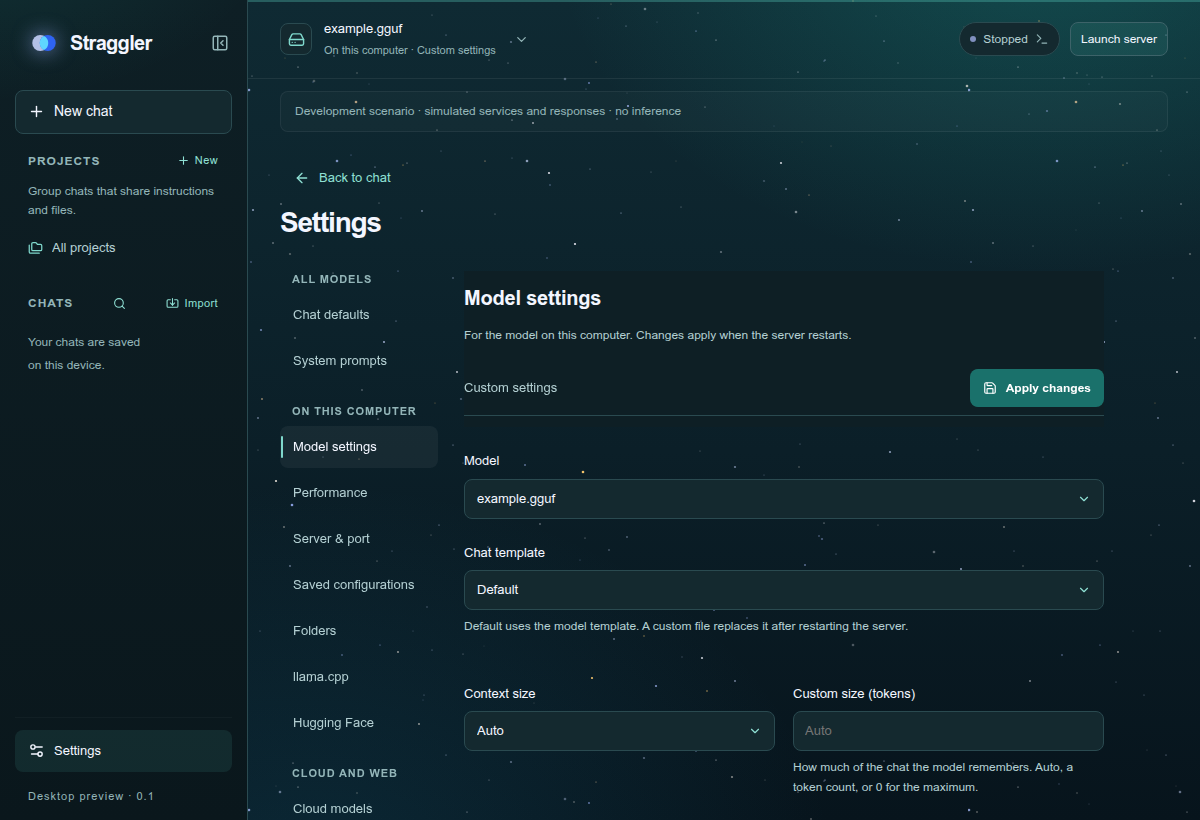 Straggler
New chat
PROJECTS
New
Group chats that share instructions
and files.
All projects
CHATS
Import
Your chats are saved
on this device.
Settings
Desktop preview · 0.1
example.gguf
On this computer · Custom settings
Stopped
Launch server
Development scenario · simulated services and responses · no inference
Back to chat
Settings
ALL MODELS
Chat defaults
System prompts
ON THIS COMPUTER
Model settings
Performance
Server & port
Saved configurations
Folders
llama.cpp
Hugging Face
CLOUD AND WEB
Cloud models
Model settings
For the model on this computer. Changes apply when the server restarts.
Custom settings
Apply changes
Model
example.gguf
Chat template
Default
Default uses the model template. A custom file replaces it after restarting the server.
Context size
Auto
Custom size (tokens)
Auto
How much of the chat the model remembers. Auto, a
token count, or 0 for the maximum.